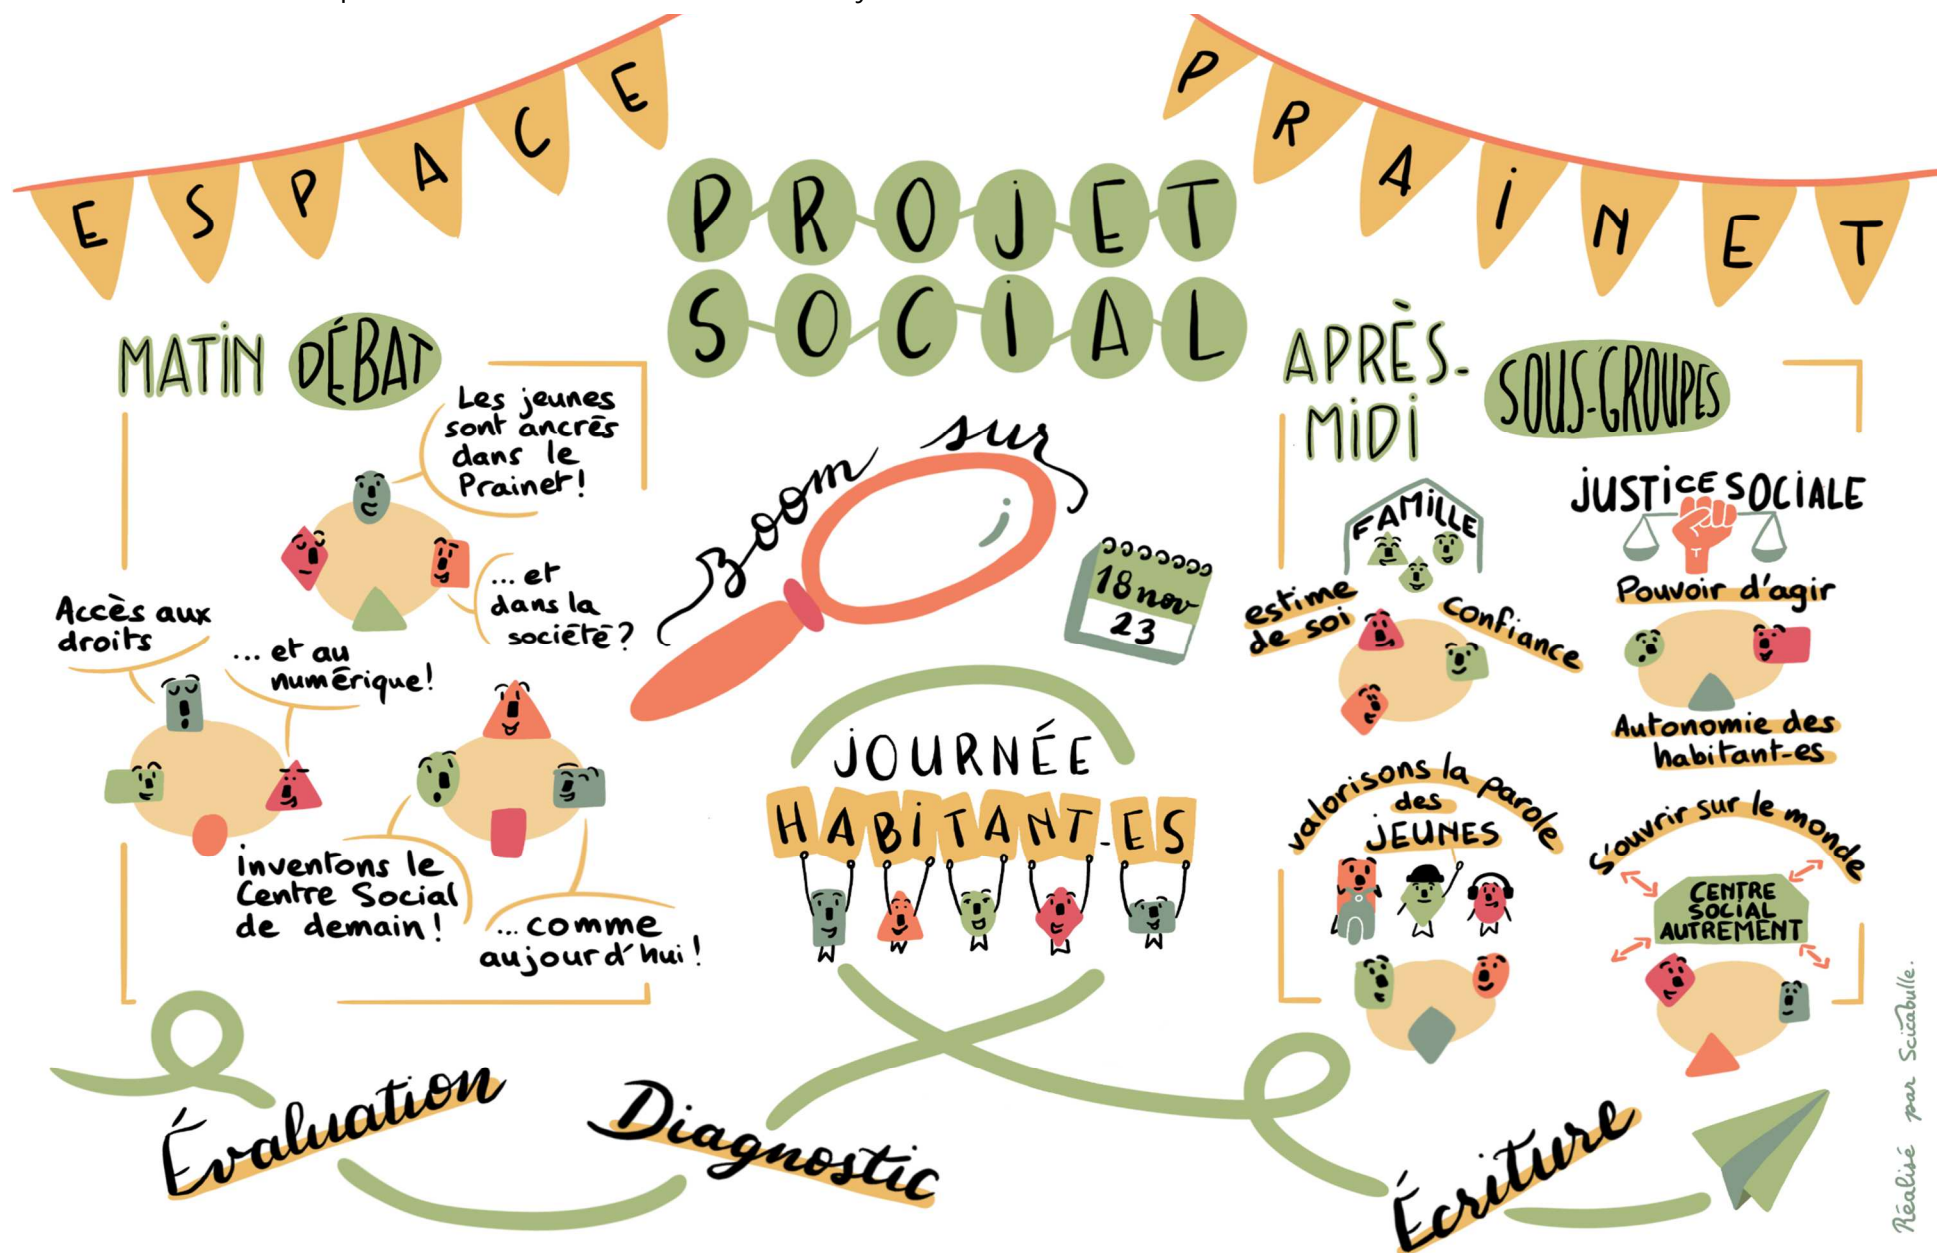 ESPACE
PRAINET
PROJET
SOCIAL
MATIN DÉBAT
Les jeunes
sont ancrés
dans le
Prainet!
... et
dans la
société?
Accès aux
droits
... et au
numérique!
inventons le
Centre Social
de demain!
... comme
aujourd'hui!
zoom sur
18 nov
23
JOURNÉE
HABITANT-ES
APRÈS-
MIDI
SOUS-GROUPES
FAMILLE
estime
de soi
confiance
JUSTICE SOCIALE
Pouvoir d'agir
Autonomie des
habitant-es
valorisons la parole
des
JEUNES
s'ouvrir sur le monde
CENTRE
SOCIAL
AUTREMENT
Évaluation
Diagnostic
Écriture
Réalisé par Scicabulle.